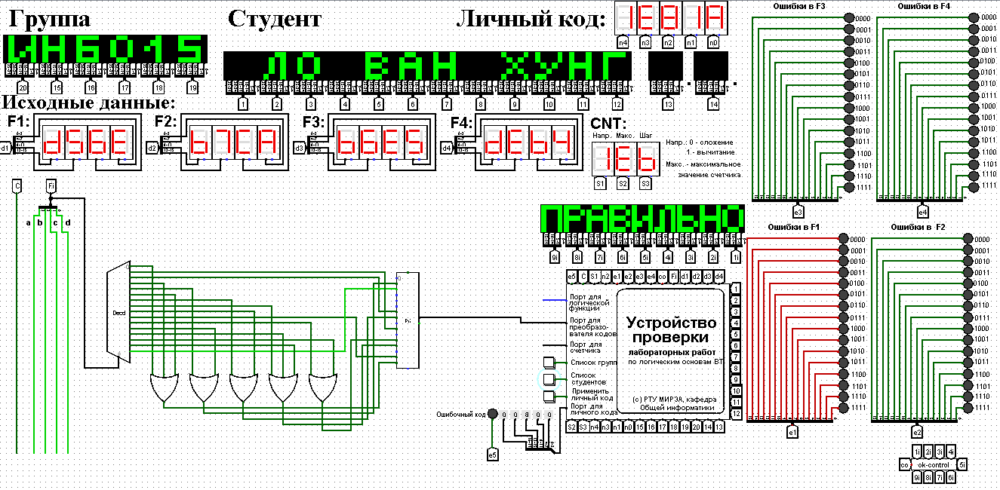 Группа Студент Личный код: 1EB 1A
n4 n3 n2 n1 n0
ИНБО15
20 15 16 17 18 19
ЛО ВАН ХУНГ . .
1 2 3 4 5 6 7 8 9 10 11 12 13 14
Исходные данные:
F1: F2: F3: F4: CNT:
Напр. Макс. Шаг
d1 d2 d3 d4
1Eb
S1 S2 S3
Напр.: 0 - сложение
1 - вычитание
Макс. - максимальное
значение счетчика
Ошибки в F3
0000
0001
0010
0011
0100
0101
0110
0111
1000
1001
1010
1011
1100
1101
1110
1111
e3
Ошибки в F4
0000
0001
0010
0011
0100
0101
0110
0111
1000
1001
1010
1011
1100
1101
1110
1111
e4
C Fi
a b c d
Decd
Pri
ПРАВИЛЬНО
9i 8i 7i 6i 5i 4i 3i 2i 1i
e5 C S1 n2 e1 e2 e3 e4 co Fi d1 d2 d3 d4
Порт для
логической
функции
Порт для
преобразо-
вателя кодов
Порт для
счетчика
Список групп
Список
студентов
Применить
личный код
Порт для
личного кода
Устройство
проверки
лабораторных работ
по логическим основам ВТ
(c) РТУ МИРЭА, кафедра
Общей информатики
1
2
3
4
5
6
7
8
9
10
11
12
S2 S3 n4 n3 n1 n0 15 16 17 18 19 20 14 13
Ошибочный код 0 0 8 0 0
e5
Ошибки в F1
0000
0001
0010
0011
0100
0101
0110
0111
1000
1001
1010
1011
1100
1101
1110
1111
e1
Ошибки в F2
0000
0001
0010
0011
0100
0101
0110
0111
1000
1001
1010
1011
1100
1101
1110
1111
e2
1i 2i 3i 4i
co ok-control 5i
9i 8i 7i 6i